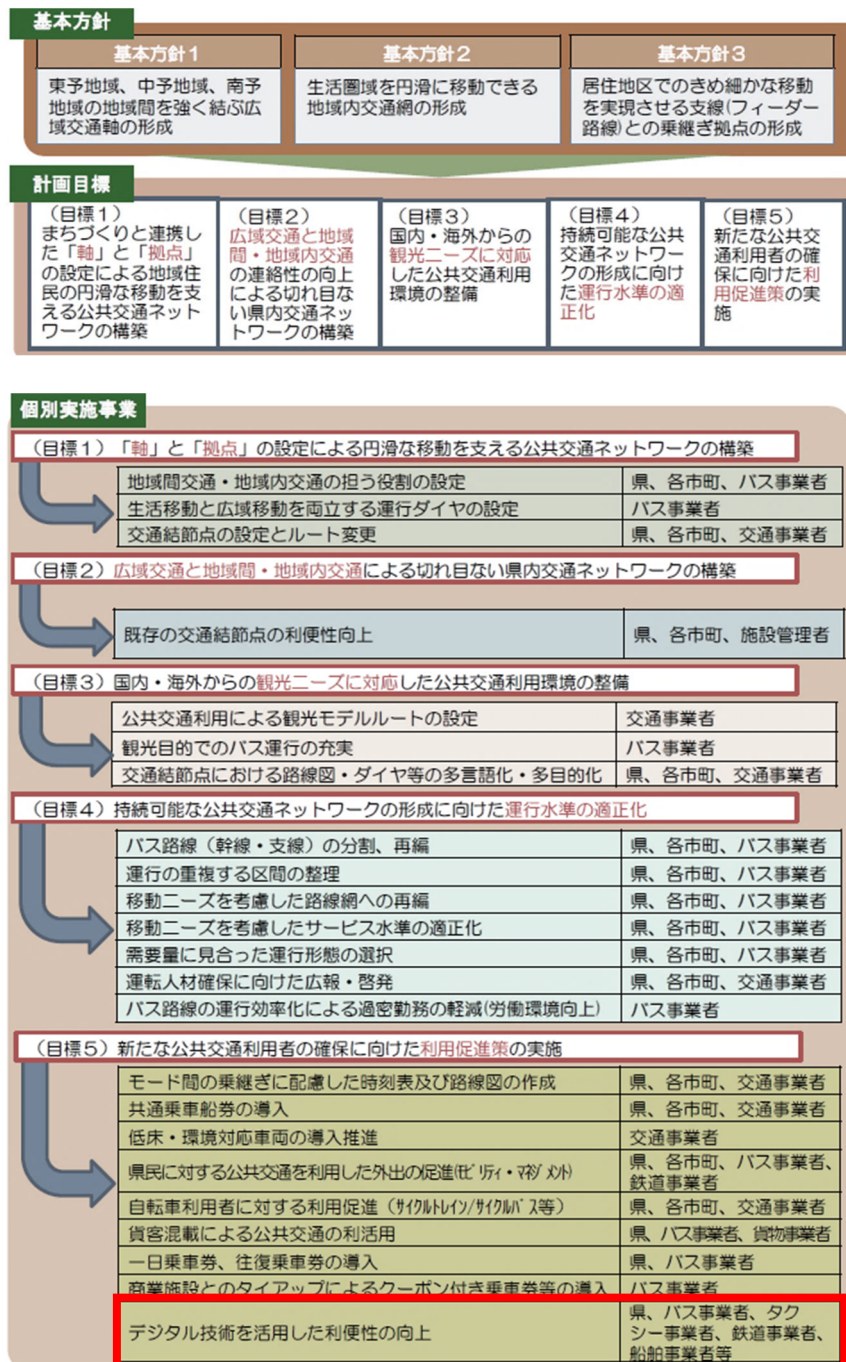 基本方針
基本方針1
東予地域、中予地域、南予
地域の地域間を強く結ぶ広
域交通軸の形成
基本方針2
生活圏域を円滑に移動できる
地域内交通網の形成
基本方針3
居住地区でのきめ細かな移動
を実現させる支線(フィーダー
路線)との乗継ぎ拠点の形成
計画目標
(目標1)
まちづくりと連携し
た「軸」と「拠点」
の設定による地域住
民の円滑な移動を支
える公共交通ネット
ワークの構築
(目標2)
広域交通と地域
間・地域内交通
の連絡性の向上
による切れ目な
い県内交通ネッ
トワークの構築
(目標3)
国内・海外からの
観光ニーズに対応
した公共交通利用
環境の整備
(目標4)
持続可能な公共
交通ネットワー
クの形成に向け
た運行水準の適
正化
(目標5)
新たな公共交
通利用者の確
保に向けた利
用促進策の実
施
個別実施事業
(目標1)「軸」と「拠点」の設定による円滑な移動を支える公共交通ネットワークの構築
地域間交通・地域内交通の担う役割の設定 県、各市町、バス事業者
生活移動と広域移動を両立する運行ダイヤの設定 バス事業者
交通結節点の設定とルート変更 県、各市町、交通事業者
(目標2)広域交通と地域間・地域内交通による切れ目ない県内交通ネットワークの構築
既存の交通結節点の利便性向上 県、各市町、施設管理者
(目標3)国内・海外からの観光ニーズに対応した公共交通利用環境の整備
公共交通利用による観光モデルルートの設定 交通事業者
観光目的でのバス運行の充実 バス事業者
交通結節点における路線図・ダイヤ等の多言語化・多目的化 県、各市町、交通事業者
(目標4)持続可能な公共交通ネットワークの形成に向けた運行水準の適正化
バス路線(幹線・支線)の分割、再編 県、各市町、バス事業者
運行の重複する区間の整理 県、各市町、バス事業者
移動ニーズを考慮した路線網への再編 県、各市町、バス事業者
移動ニーズを考慮したサービス水準の適正化 県、各市町、バス事業者
需要量に見合った運行形態の選択 県、各市町、バス事業者
運転人材確保に向けた広報・啓発 県、各市町、交通事業者
バス路線の運行効率化による過密勤務の軽減(労働環境向上) バス事業者
(目標5)新たな公共交通利用者の確保に向けた利用促進策の実施
モード間の乗継ぎに配慮した時刻表及び路線図の作成 県、各市町、交通事業者
共通乗車船券の導入 県、各市町、交通事業者
低床・環境対応車両の導入推進 交通事業者
県民に対する公共交通を利用した外出の促進(ﾓﾋﾞﾘﾃｨ・ﾏﾈｼﾞﾒﾝﾄ) 県、各市町、バス事業者、
鉄道事業者
自転車利用者に対する利用促進(ｻｲｸﾙﾄﾚｲﾝ/ｻｲｸﾙﾊﾞｽ等) 県、各市町、交通事業者
貨客混載による公共交通の利活用 県、バス事業者、貨物事業者
一日乗車券、往復乗車券の導入 県、バス事業者
商業施設とのタイアップによるクーポン付き乗車券等の導入 バス事業者
デジタル技術を活用した利便性の向上 県、バス事業者、タク
シー事業者、鉄道事業者、
船舶事業者等